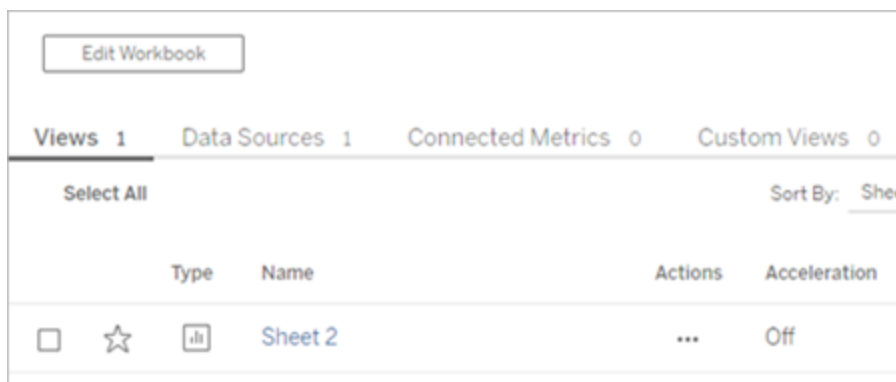 Edit Workbook
Views 1 Data Sources 1 Connected Metrics 0 Custom Views 0
Select All Sort By:
Type Name Actions Acceleration
Sheet 2 ... Off